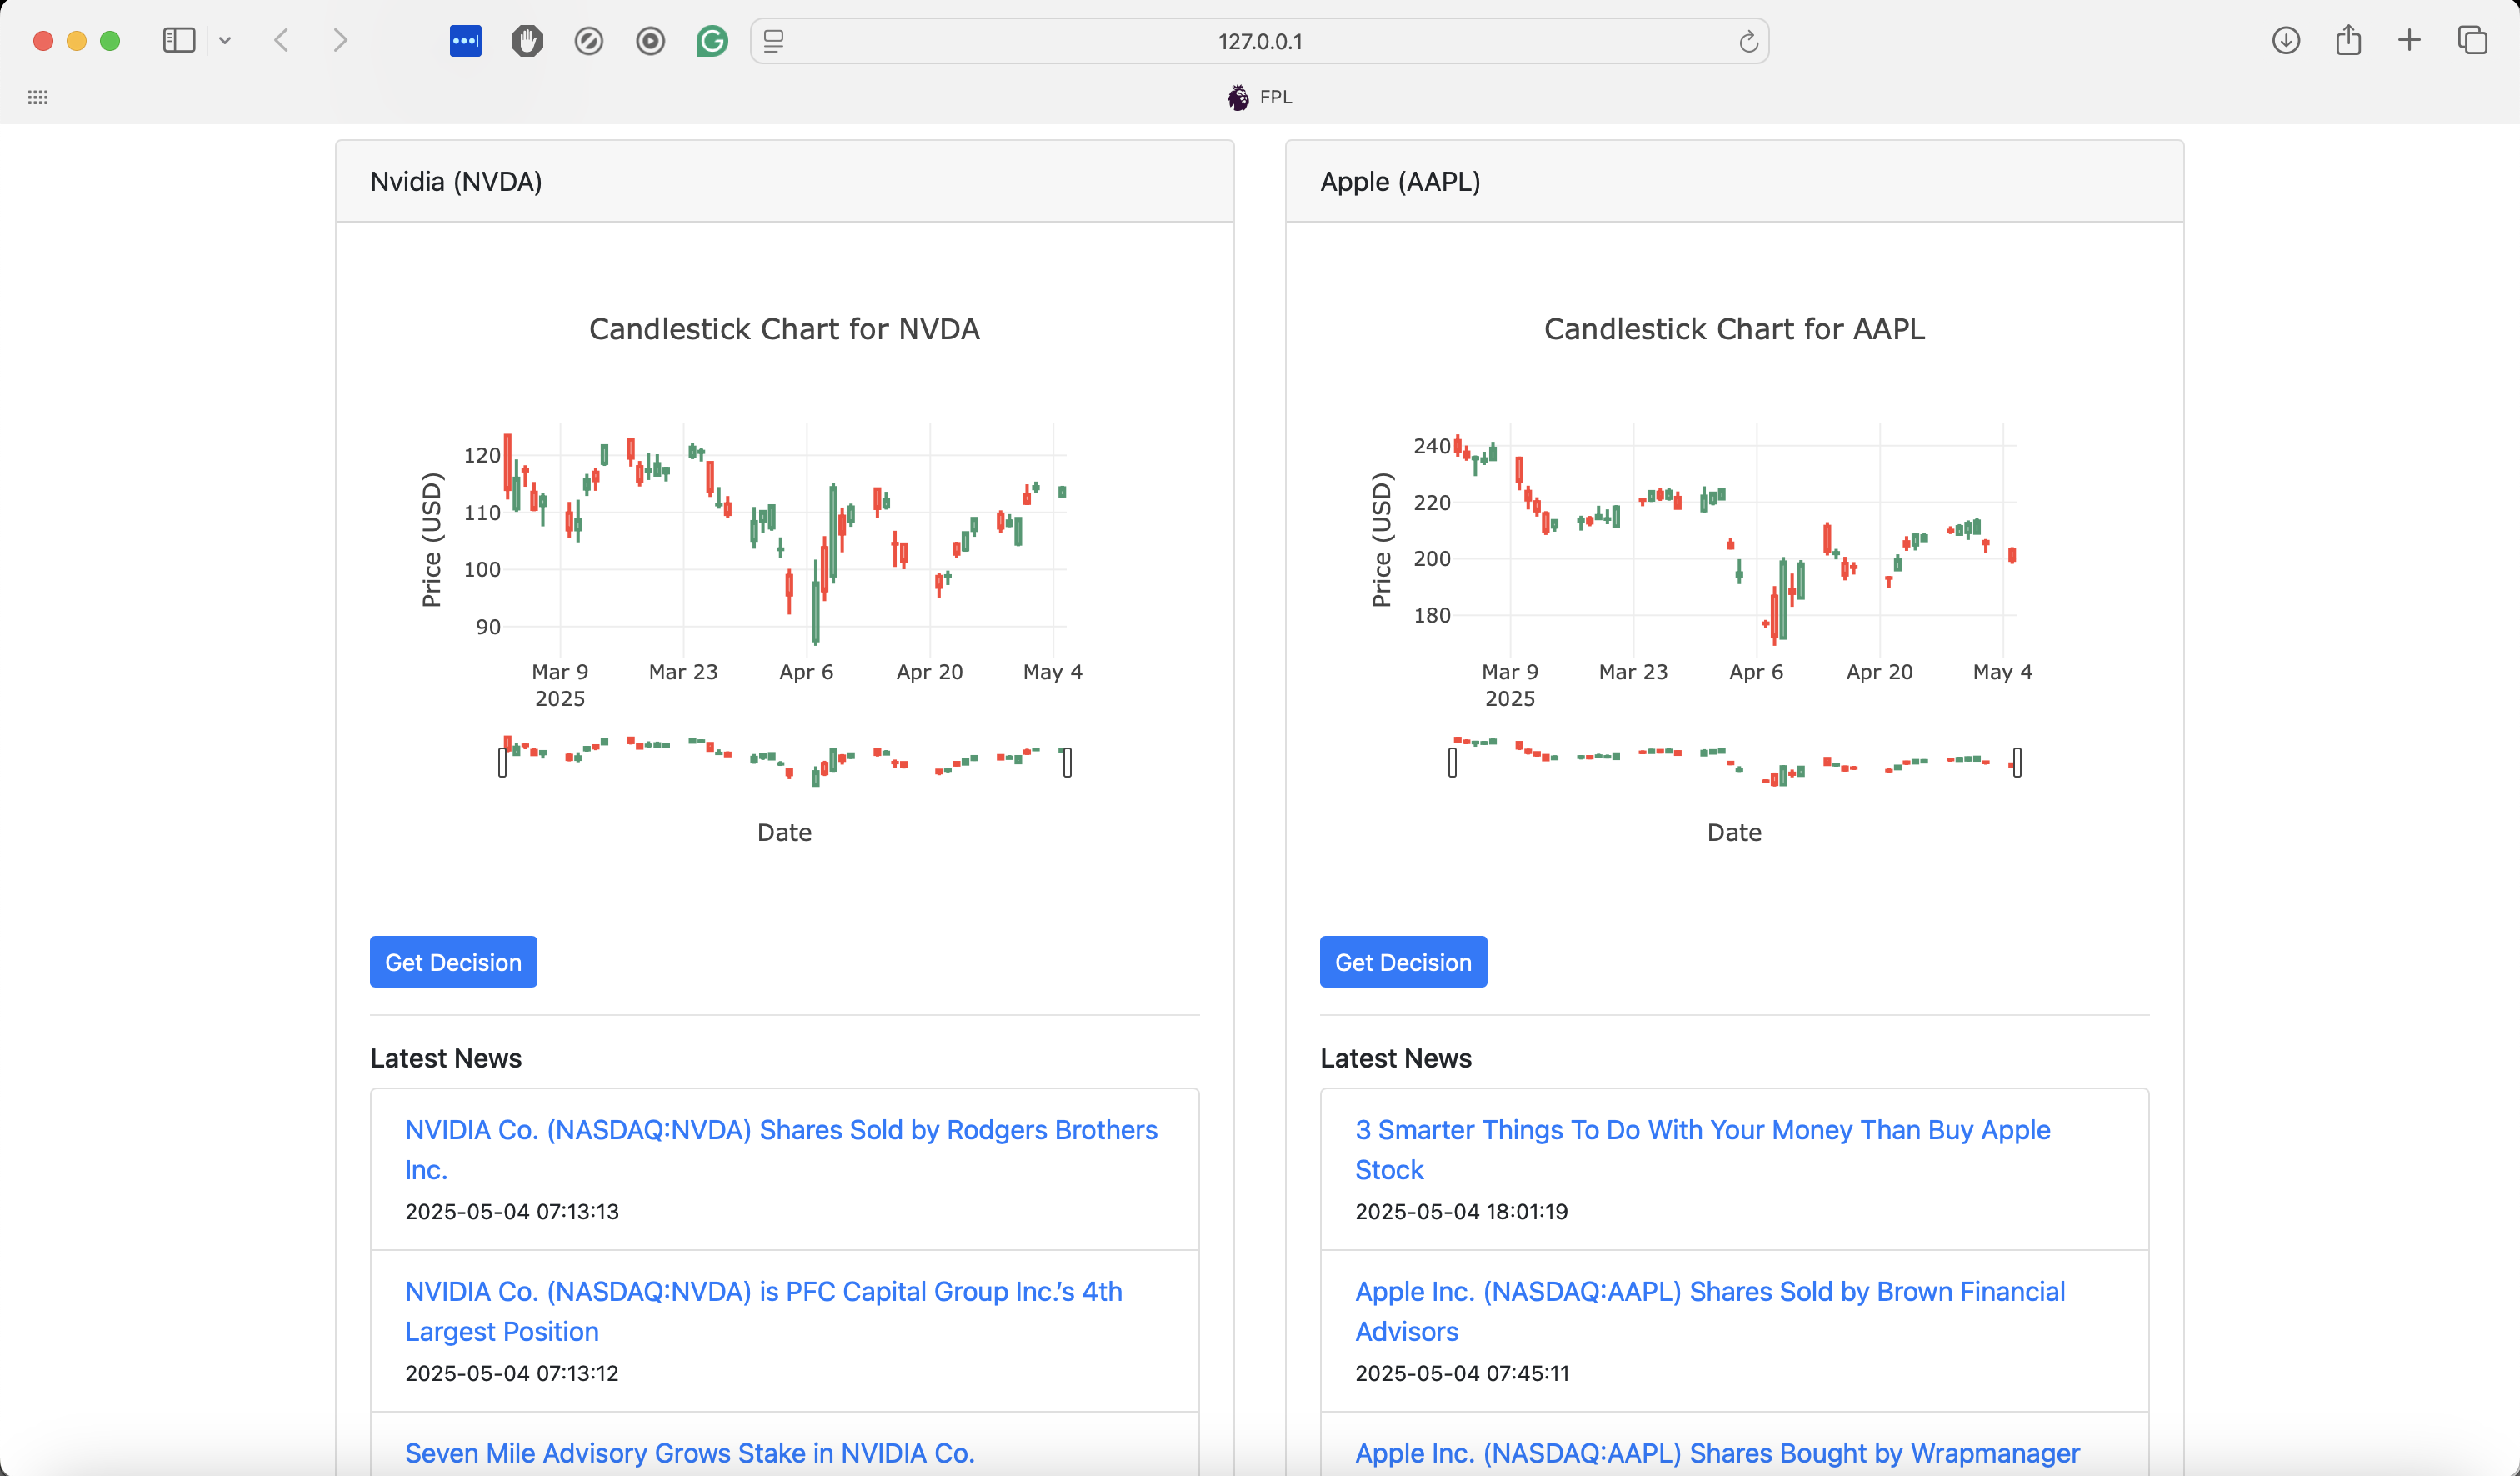 127.0.0.1
FPL
Nvidia (NVDA)
Candlestick Chart for NVDA
120
110
100
90
Price (USD)
Mar 9
2025
Mar 23
Apr 6
Apr 20
May 4
Date
Get Decision
Latest News
NVIDIA Co. (NASDAQ:NVDA) Shares Sold by Rodgers Brothers
Inc.
2025-05-04 07:13:13
NVIDIA Co. (NASDAQ:NVDA) is PFC Capital Group Inc.’s 4th
Largest Position
2025-05-04 07:13:12
Seven Mile Advisory Grows Stake in NVIDIA Co.
Apple (AAPL)
Candlestick Chart for AAPL
240
220
200
180
Price (USD)
Mar 9
2025
Mar 23
Apr 6
Apr 20
May 4
Date
Get Decision
Latest News
3 Smarter Things To Do With Your Money Than Buy Apple
Stock
2025-05-04 18:01:19
Apple Inc. (NASDAQ:AAPL) Shares Sold by Brown Financial
Advisors
2025-05-04 07:45:11
Apple Inc. (NASDAQ:AAPL) Shares Bought by Wrapmanager